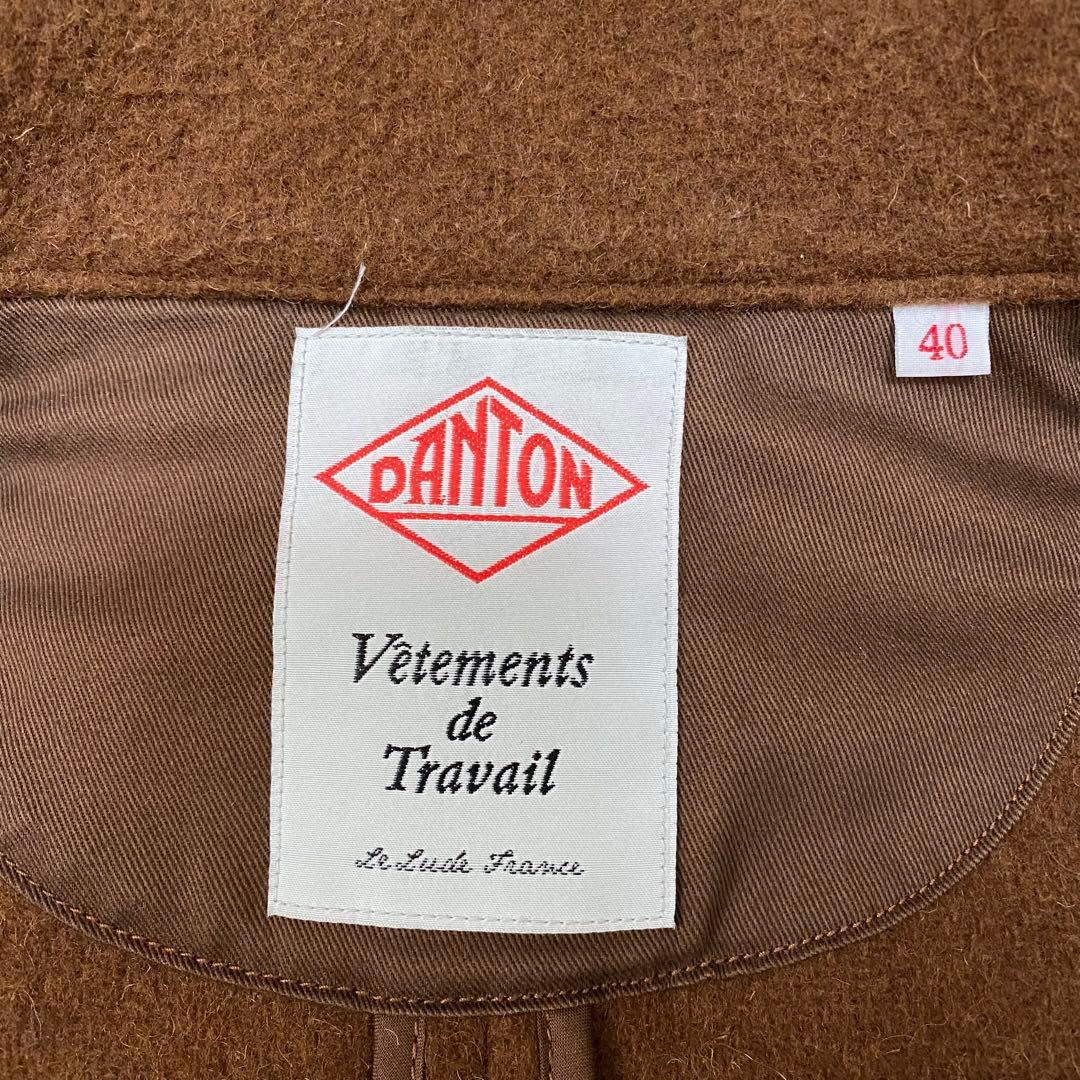 DANTON
Vêtements
de
Travail
Le Lude France
40